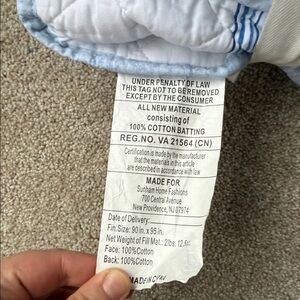 UNDER PENALTY OF LAW
THIS TAG NOT TO BE REMOVED
EXCEPT BY THE CONSUMER
ALL NEW MATERIAL
consisting of
100% COTTON BATTING
REG.NO. VA 21564 (CN)
Certification is made by the manufacturer
that the materials in this article
are described in accordance with law
MADE FOR
Sunham Home Fashions
700 Central Avenue
New Providence, NJ 07974
Date of Delivery:
Fin. Size: 90in. x 95 in.
Net Weight of Fill Mat.: 2lbs.
Face: 100%Cotton
Back: 100%Cotton
MADE IN